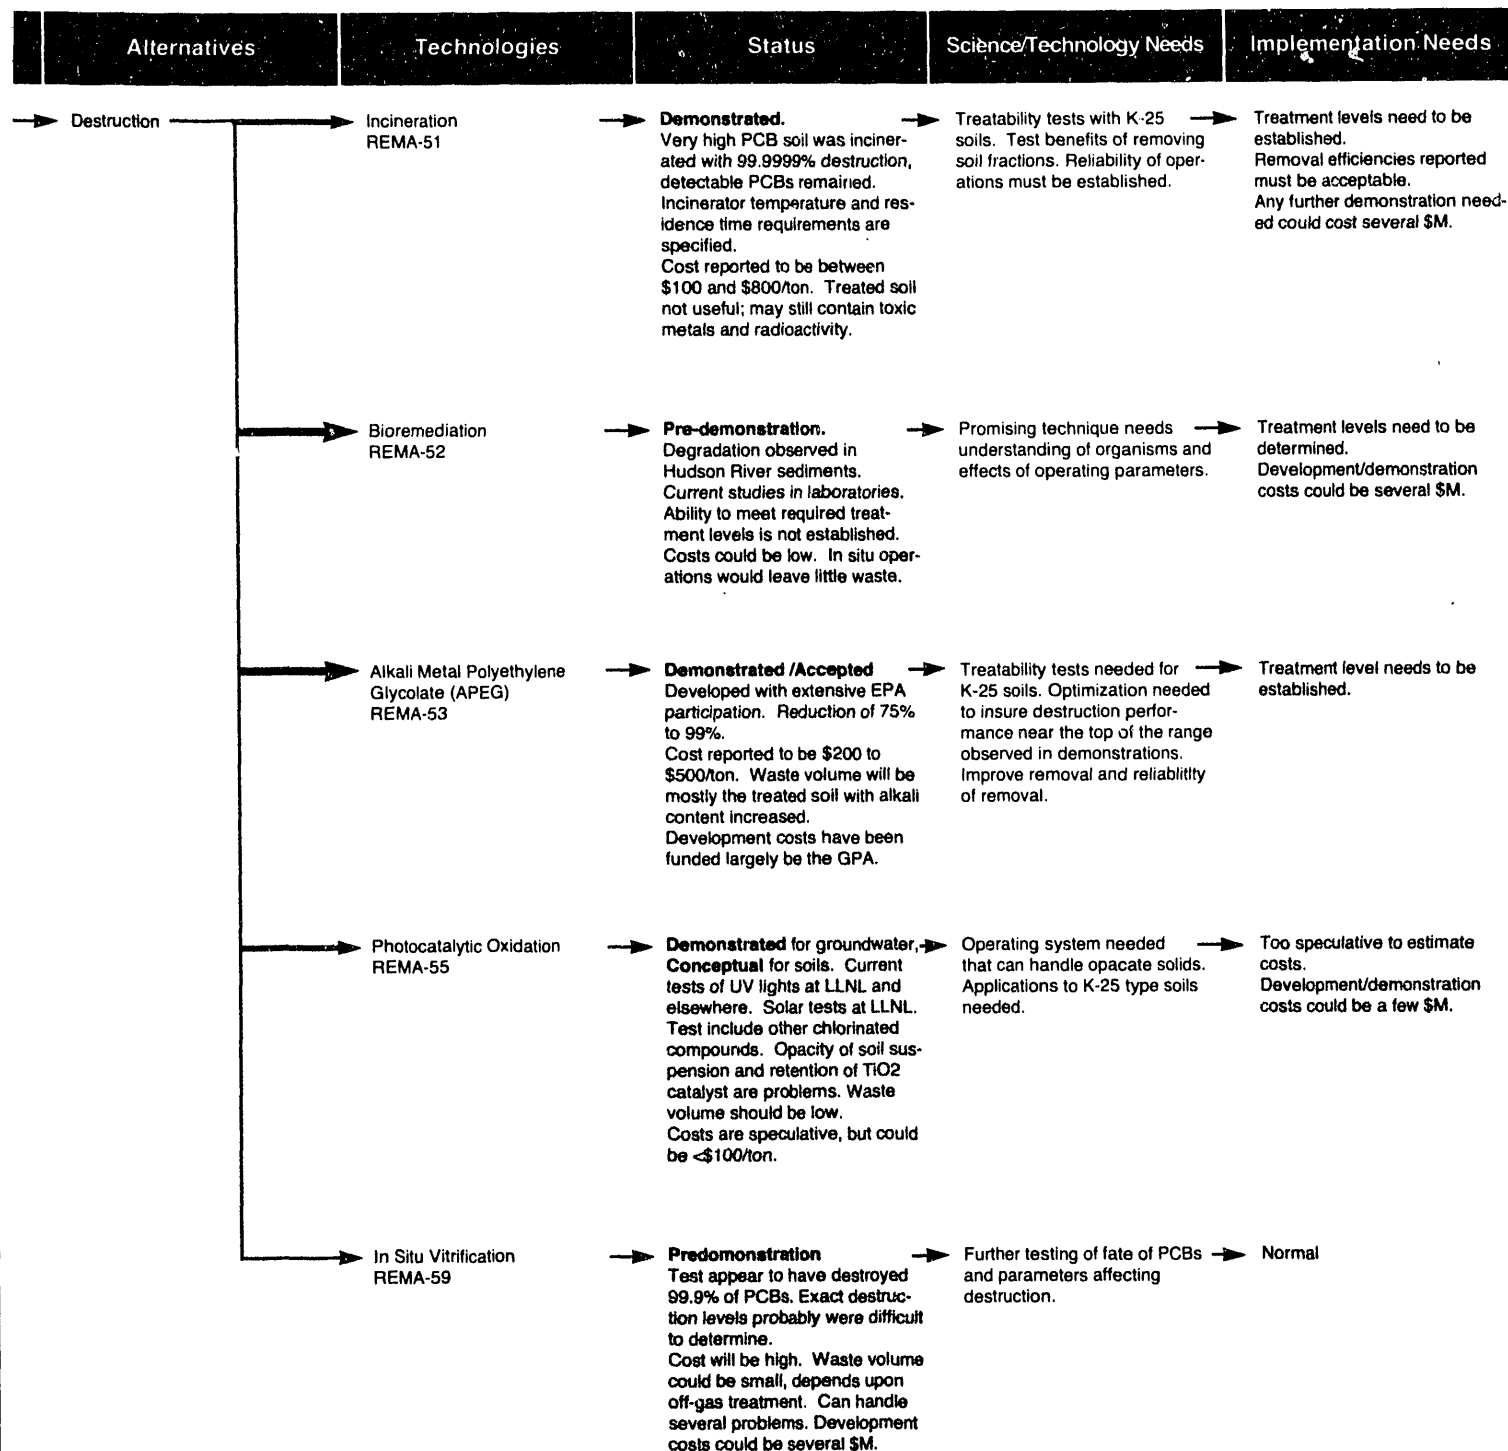 Alternatives
Technologies
Status
Science/Technology Needs
Implementation Needs
Destruction
Incineration
REMA-51
Demonstrated.
Very high PCB soil was inciner-
ated with 99.9999% destruction,
detectable PCBs remained.
Incinerator temperature and res-
idence time requirements are
specified.
Cost reported to be between
$100 and $800/ton. Treated soil
not useful; may still contain toxic
metals and radioactivity.
Treatability tests with K-25
soils. Test benefits of removing
soil fractions. Reliability of oper-
ations must be established.
Treatment levels need to be
established.
Removal efficiencies reported
must be acceptable.
Any further demonstration need-
ed could cost several $M.
Bioremediation
REMA-52
Pre-demonstration.
Degradation observed in
Hudson River sediments.
Current studies in laboratories.
Ability to meet required treat-
ment levels is not established.
Costs could be low. In situ oper-
ations would leave little waste.
Promising technique needs
understanding of organisms and
effects of operating parameters.
Treatment levels need to be
determined.
Development/demonstration
costs could be several $M.
Alkali Metal Polyethylene
Glycolate (APEG)
REMA-53
Demonstrated /Accepted
Developed with extensive EPA
participation. Reduction of 75%
to 99%.
Cost reported to be $200 to
$500/ton. Waste volume will be
mostly the treated soil with alkali
content increased.
Development costs have been
funded largely be the GPA.
Treatability tests needed for
K-25 soils. Optimization needed
to insure destruction perfor-
mance near the top of the range
observed in demonstrations.
Improve removal and reliablitity
of removal.
Treatment level needs to be
established.
Photocatalytic Oxidation
REMA-55
Demonstrated for groundwater,
Conceptual for soils. Current
tests of UV lights at LLNL and
elsewhere. Solar tests at LLNL.
Test include other chlorinated
compounds. Opacity of soil sus-
pension and retention of TiO2
catalyst are problems. Waste
volume should be low.
Costs are speculative, but could
be <$100/ton.
Operating system needed
that can handle opacate solids.
Applications to K-25 type soils
needed.
Too speculative to estimate
costs.
Development/demonstration
costs could be a few $M.
In Situ Vitrification
REMA-59
Predomonstration
Test appear to have destroyed
99.9% of PCBs. Exact destruc-
tion levels probably were difficult
to determine.
Cost will be high. Waste volume
could be small, depends upon
off-gas treatment. Can handle
several problems. Development
costs could be several $M.
Further testing of fate of PCBs
and parameters affecting
destruction.
Normal